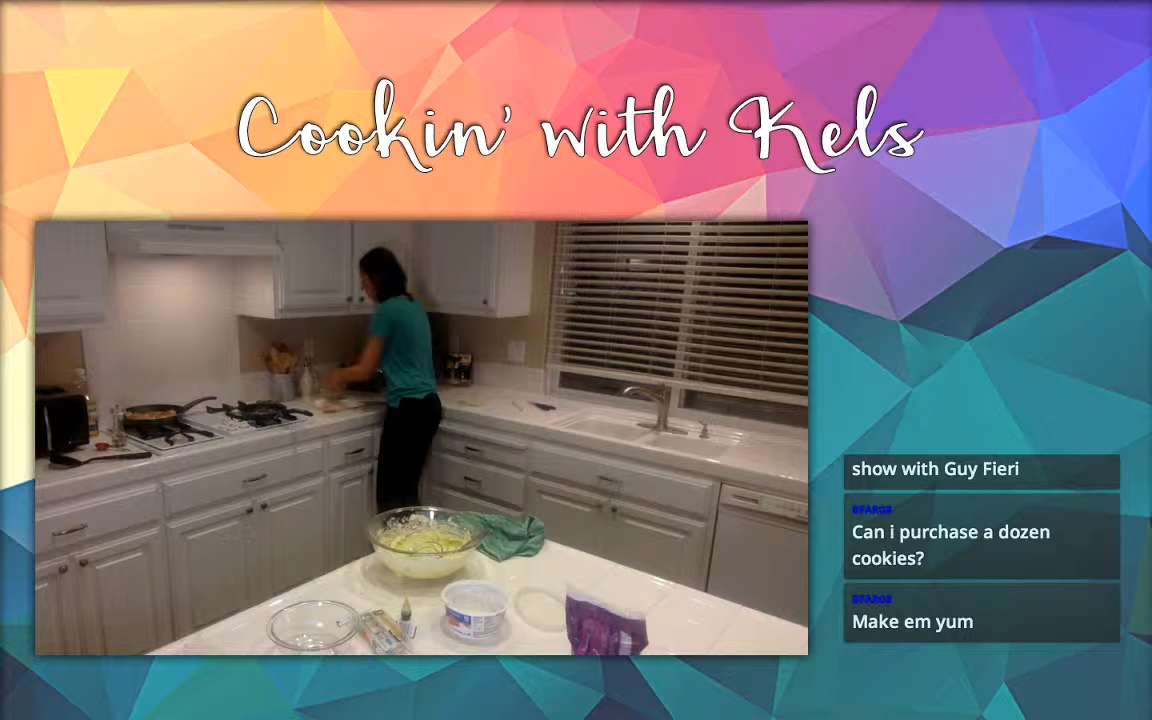 Cookin' with Kels
show with Guy Fieri
Can i purchase a dozen
cookies?
Make em yum